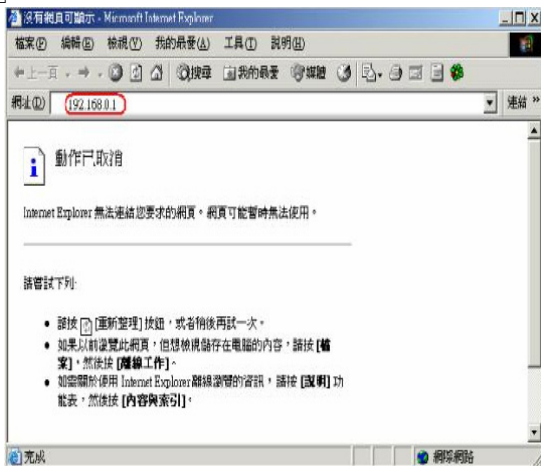 沒有網頁可顯示 - Microsoft Internet Explorer
檔案(F) 編輯(E) 檢視(V) 我的最愛(A) 工具(T) 說明(H)
上一頁 搜尋 我的最愛 媒體
網址(D) 192.168.0.1 連結 »
動作已取消
Internet Explorer 無法連結您要求的網頁。網頁可能暫時無法使用。
請嘗試下列:
請按 [重新整理] 按鈕,或者稍後再試一次。
如果以前瀏覽此網頁,但想檢視儲存在電腦的內容,請按 [檔
案],然後按 [離線工作]。
如需關於使用 Internet Explorer 離線瀏覽的資訊,請按 [說明] 功
能表,然後按 [內容與索引]。
完成 網際網路